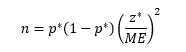 n = p*(1 − p*) (z*/ME)²